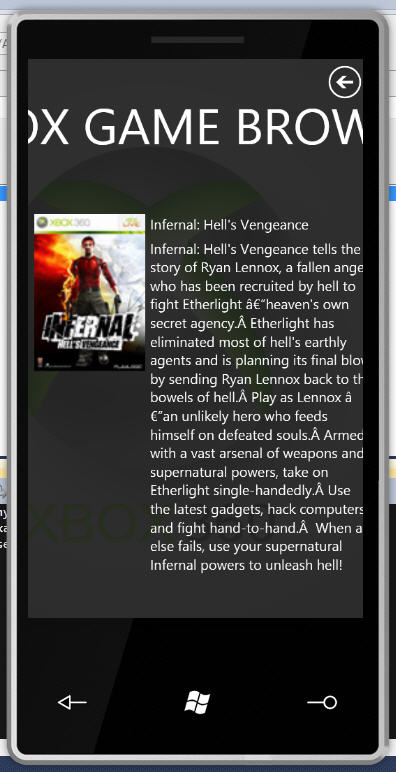 OX GAME BROW
XBOX360
LIVE
INFERNAL
HELL'S VENGEANCE
Infernal: Hell's Vengeance
Infernal: Hell's Vengeance tells the
story of Ryan Lennox, a fallen ange
who has been recruited by hell to
fight Etherlight â€“heaven's own
secret agency.Â Etherlight has
eliminated most of hell's earthly
agents and is planning its final blow
by sending Ryan Lennox back to th
bowels of hell.Â Play as Lennox â
€“an unlikely hero who feeds
himself on defeated souls.Â Armed
with a vast arsenal of weapons and
supernatural powers, take on
Etherlight single-handedly.Â Use
the latest gadgets, hack computers
and fight hand-to-hand.Â  When a
else fails, use your supernatural
Infernal powers to unleash hell!
XBOX 360